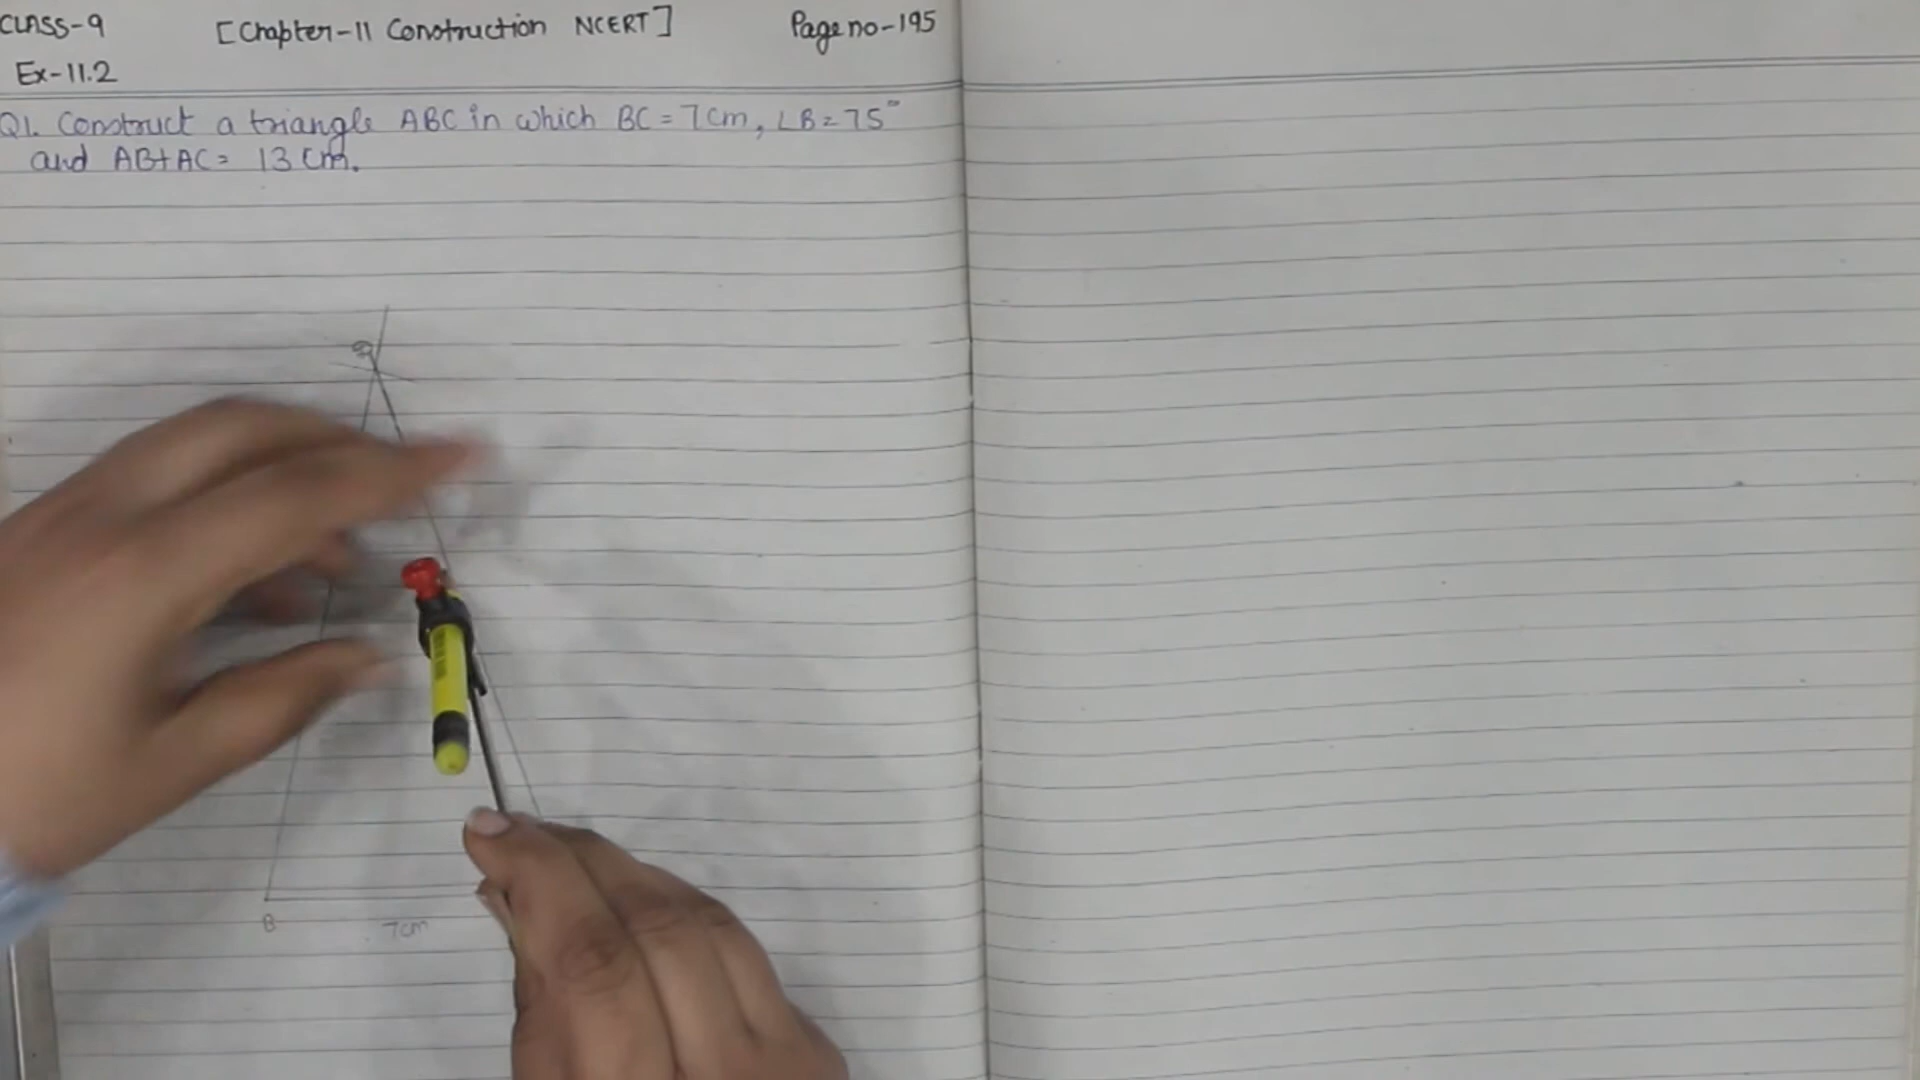 CLASS-9 [Chapter-11 Construction NCERT] Page no-195
Ex-11.2
Q1. Construct a triangle ABC in which BC = 7cm, ∠B = 75°
and AB+AC = 13 cm.
D
B 7cm